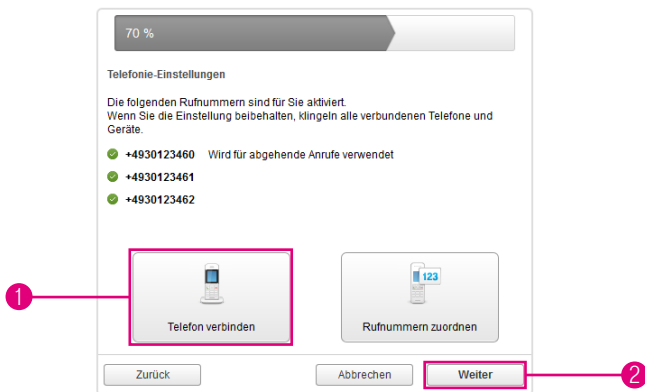 70 %
Telefonie-Einstellungen
Die folgenden Rufnummern sind für Sie aktiviert.
Wenn Sie die Einstellung beibehalten, klingeln alle verbundenen Telefone und
Geräte.
+4930123460 Wird für abgehende Anrufe verwendet
+4930123461
+4930123462
123
1
Telefon verbinden Rufnummern zuordnen
Zurück Abbrechen Weiter 2